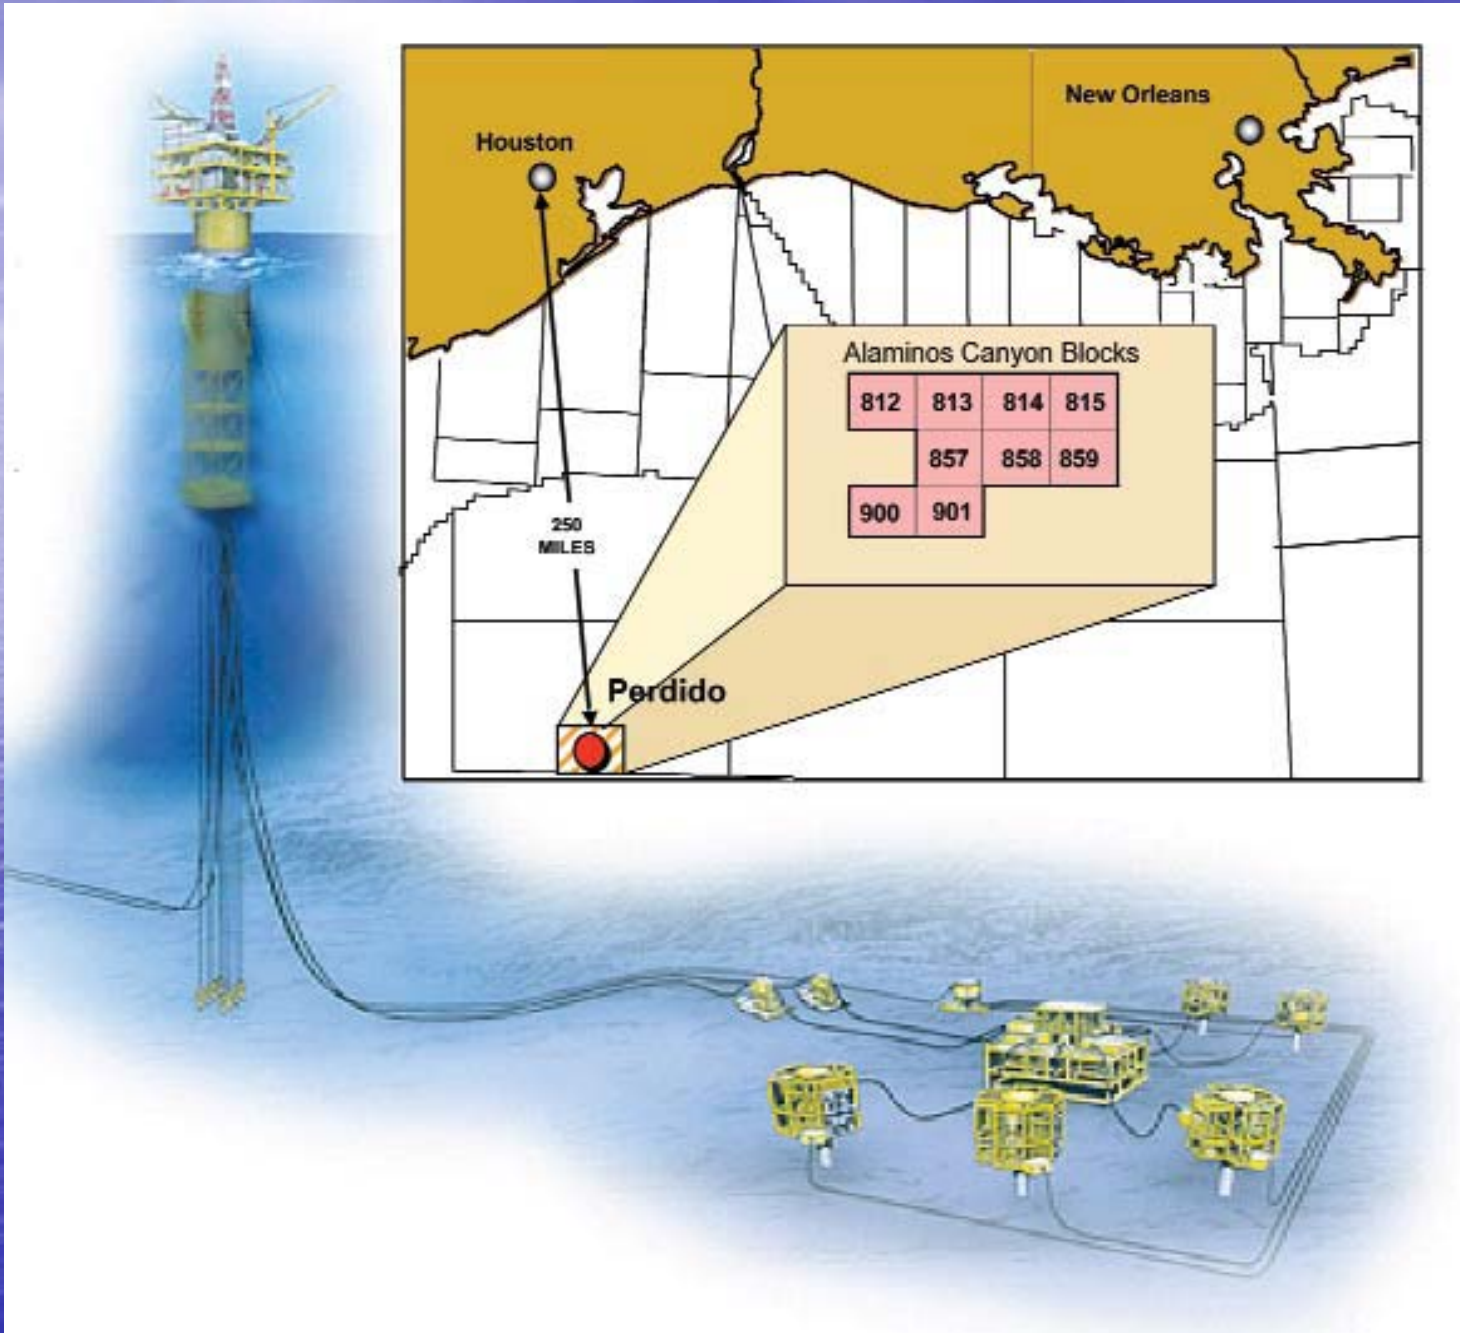 New Orleans
Houston
Alaminos Canyon Blocks
812 813 814 815
857 858 859
900 901
250
MILES
Perdido